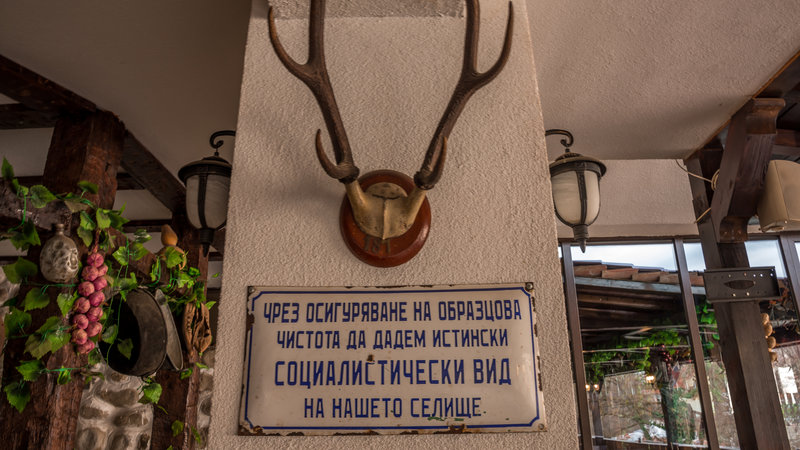 ЧРЕЗ ОСИГУРЯВАНЕ НА ОБРАЗЦОВА
ЧИСТОТА ДА ДАДЕМ ИСТИНСКИ
СОЦИАЛИСТИЧЕСКИ ВИД
НА НАШЕТО СЕЛИЩЕ